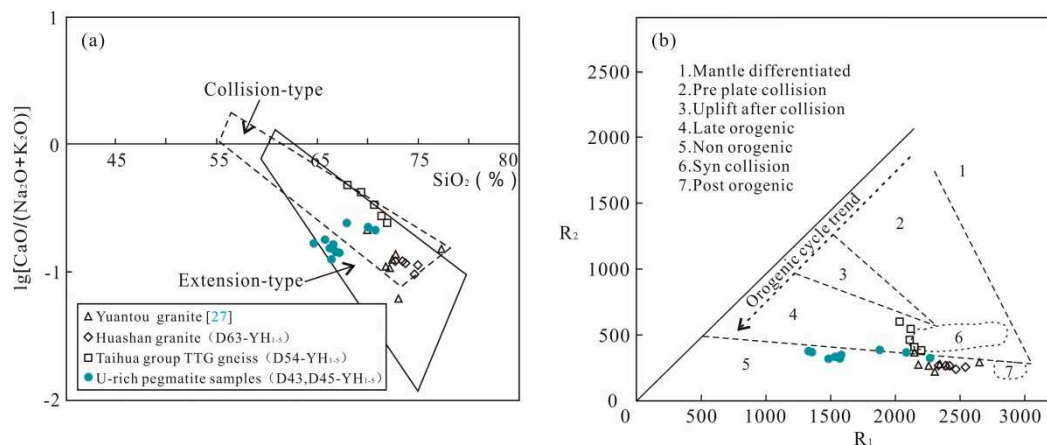 (a)
1
0
-1
-2
lg[CaO/(Na₂O+K₂O)]
45
55
65
75
80
SiO₂ (%)
Collision-type
Extension-type
Yuantou granite [27]
Huashan granite (D63-YH₁₋₅)
Taihua group TTG gneiss (D54-YH₁₋₅)
U-rich pegmatite samples (D43,D45-YH₁₋₅)
(b)
1.Mantle differentiated
2.Pre plate collision
3.Uplift after collision
4.Late orogenic
5.Non orogenic
6.Syn collision
7.Post orogenic
2500
2000
1500
1000
500
0
R₂
Orogenic cycle trend
1
2
3
4
5
6
7
0
500
1000
1500
2000
2500
3000
R₁